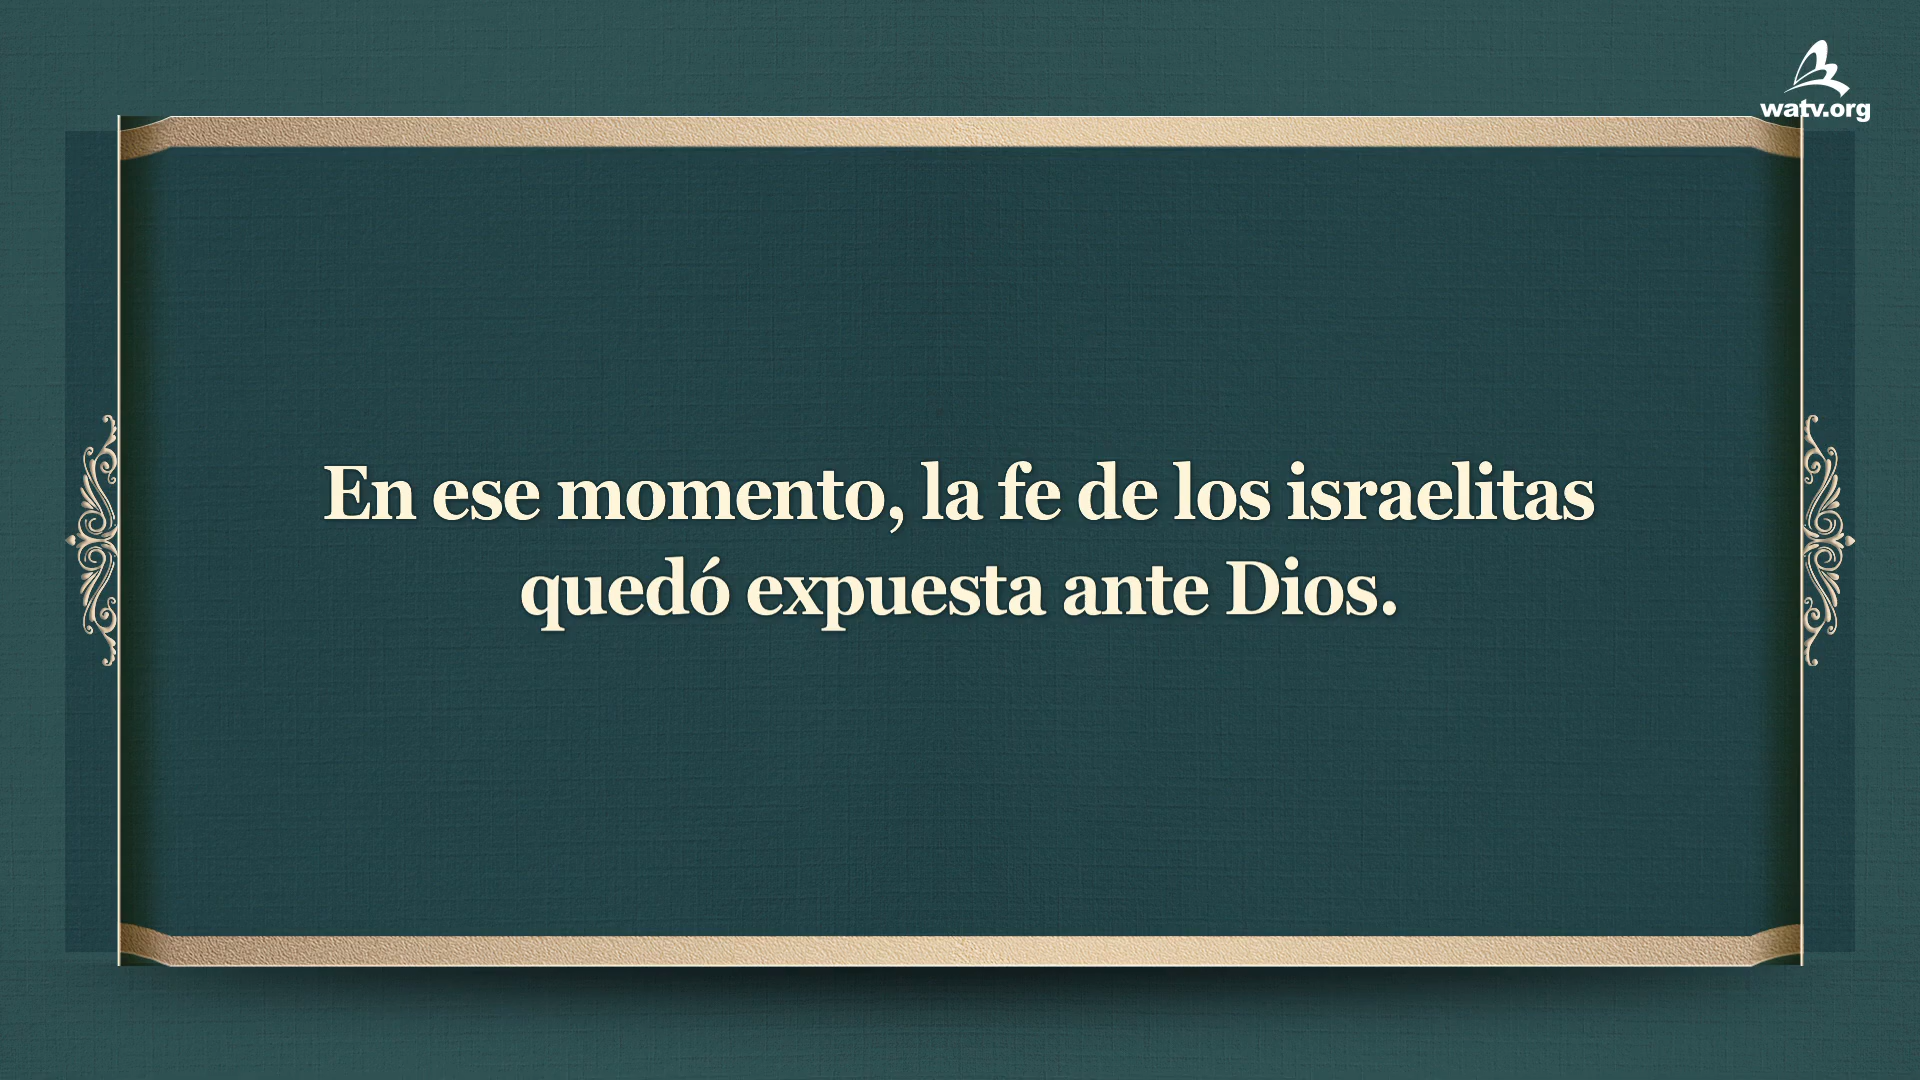 watv.org
En ese momento, la fe de los israelitas
quedó expuesta ante Dios.